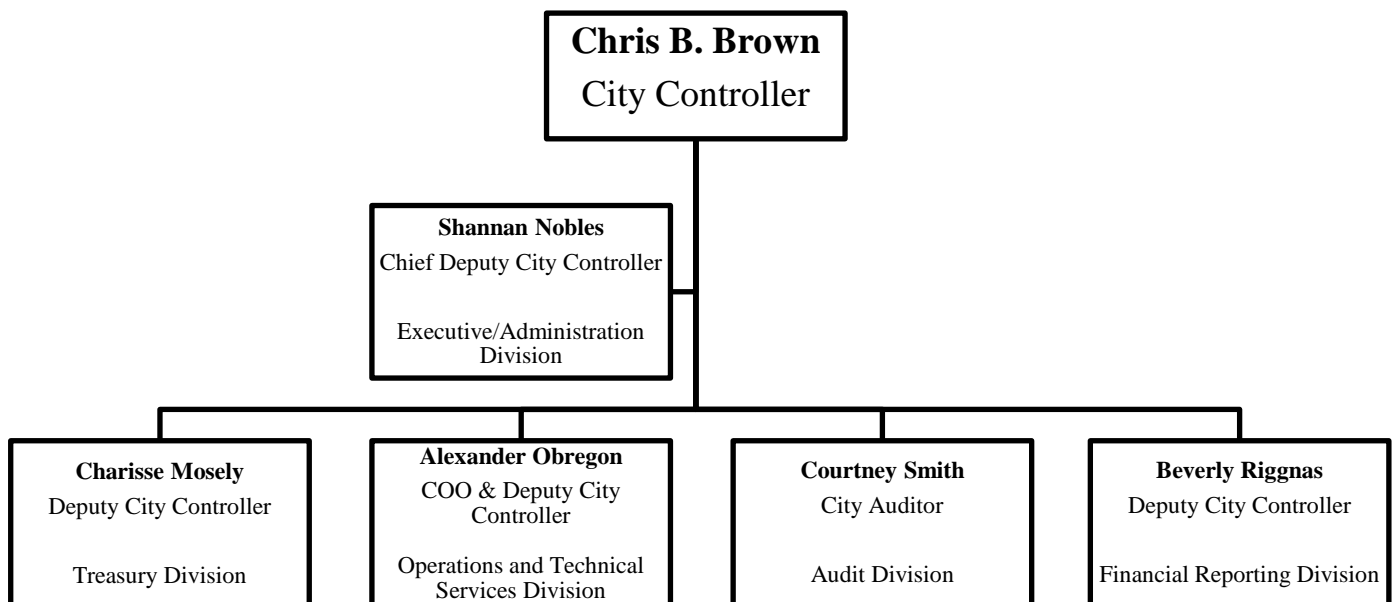 Chris B. Brown
City Controller
Shannan Nobles
Chief Deputy City Controller
Executive/Administration
Division
Charisse Mosely
Deputy City Controller
Treasury Division
Alexander Obregon
COO & Deputy City
Controller
Operations and Technical
Services Division
Courtney Smith
City Auditor
Audit Division
Beverly Riggnas
Deputy City Controller
Financial Reporting Division